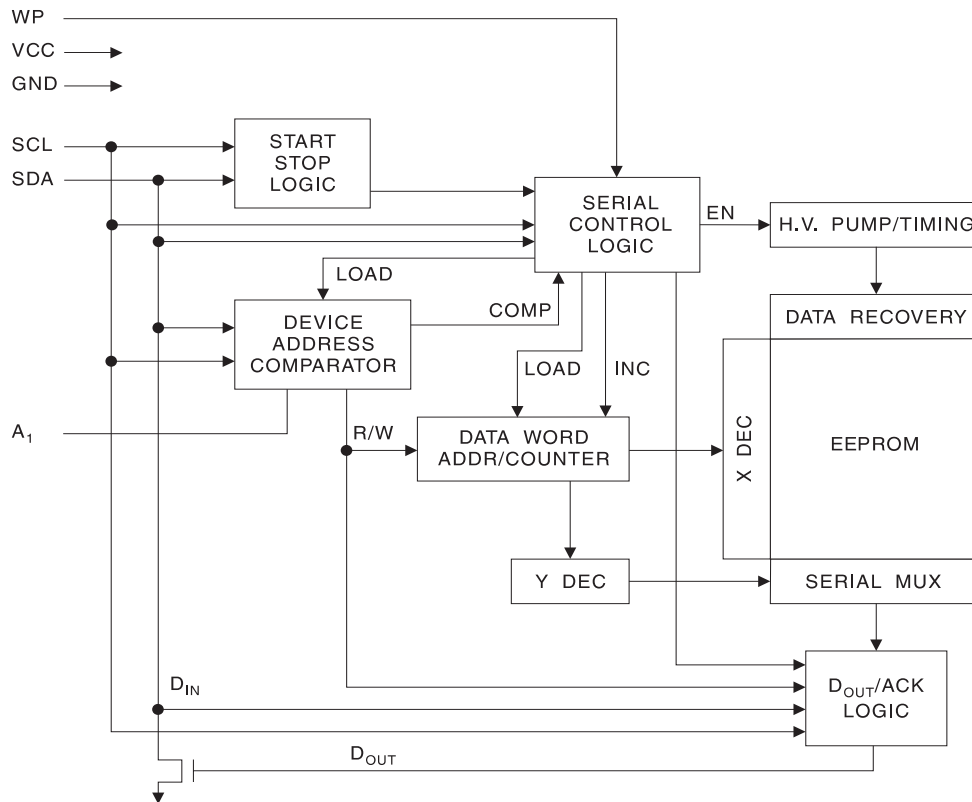 WP
VCC
GND
SCL
SDA
START
STOP
LOGIC
SERIAL
CONTROL
LOGIC
EN
H.V. PUMP/TIMING
LOAD
COMP
DEVICE
ADDRESS
COMPARATOR
LOAD
INC
DATA RECOVERY
A1
R/W
DATA WORD
ADDR/COUNTER
X DEC
EEPROM
Y DEC
SERIAL MUX
DIN
DOUT/ACK
LOGIC
DOUT